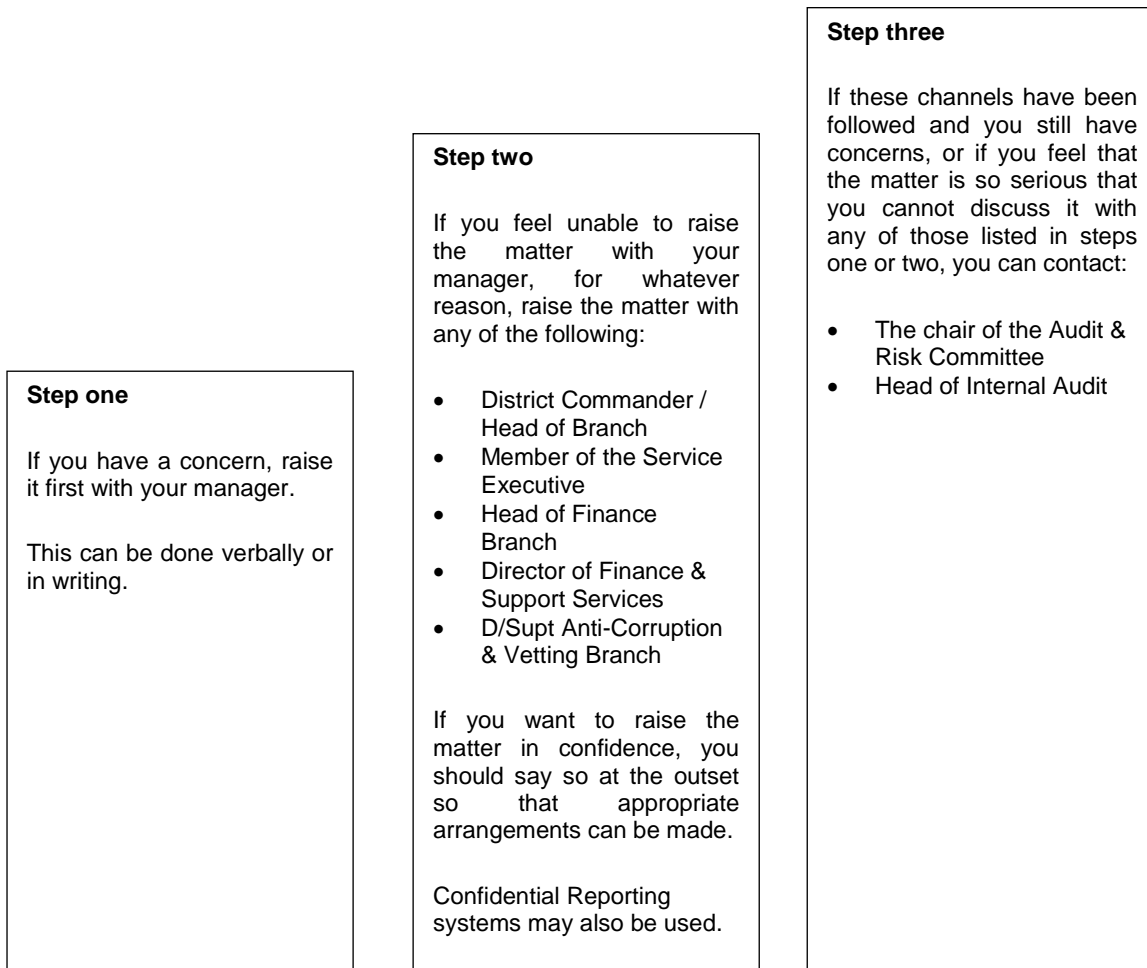 Step one
If you have a concern, raise
it first with your manager.
This can be done verbally or
in writing.
Step two
If you feel unable to raise
the matter with your
manager, for whatever
reason, raise the matter with
any of the following:
• District Commander /
Head of Branch
• Member of the Service
Executive
• Head of Finance
Branch
• Director of Finance &
Support Services
• D/Supt Anti-Corruption
& Vetting Branch
If you want to raise the
matter in confidence, you
should say so at the outset
so that appropriate
arrangements can be made.
Confidential Reporting
systems may also be used.
Step three
If these channels have been
followed and you still have
concerns, or if you feel that
the matter is so serious that
you cannot discuss it with
any of those listed in steps
one or two, you can contact:
• The chair of the Audit &
Risk Committee
• Head of Internal Audit